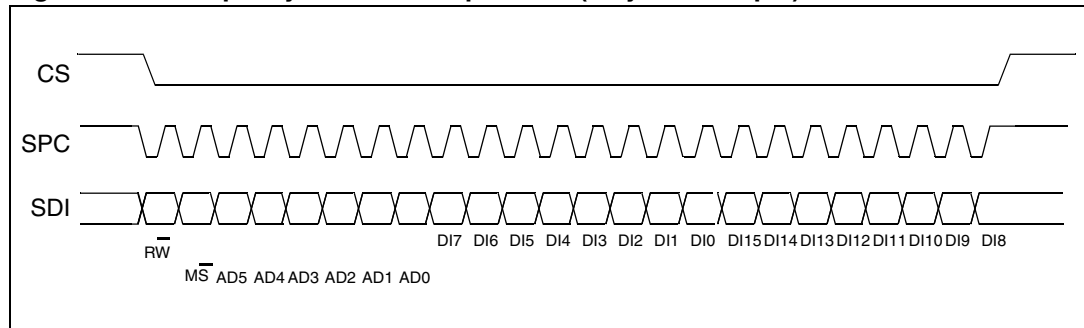 CS
SPC
SDI
DI7 DI6 DI5 DI4 DI3 DI2 DI1 DI0 DI15 DI14 DI13 DI12 DI11 DI10 DI9 DI8
RW
MS AD5 AD4 AD3 AD2 AD1 AD0